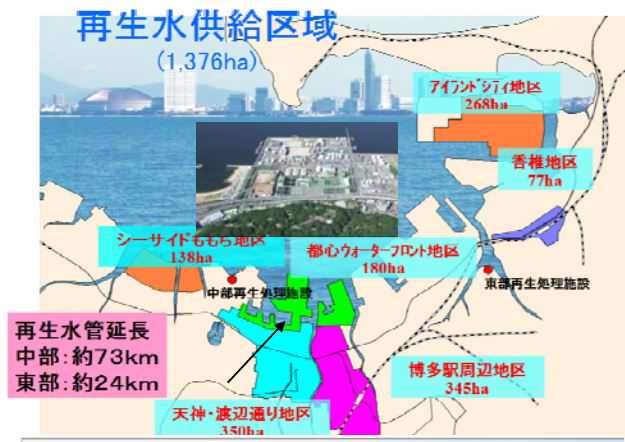 再生水供給区域
(1,376ha)
アイランドシティ地区
268ha
香椎地区
77ha
シーサイドももち地区
138ha
都心ウォーターフロント地区
180ha
中部再生処理施設
東部再生処理施設
再生水管延長
中部：約73km
東部：約24km
博多駅周辺地区
345ha
天神・渡辺通り地区
350ha